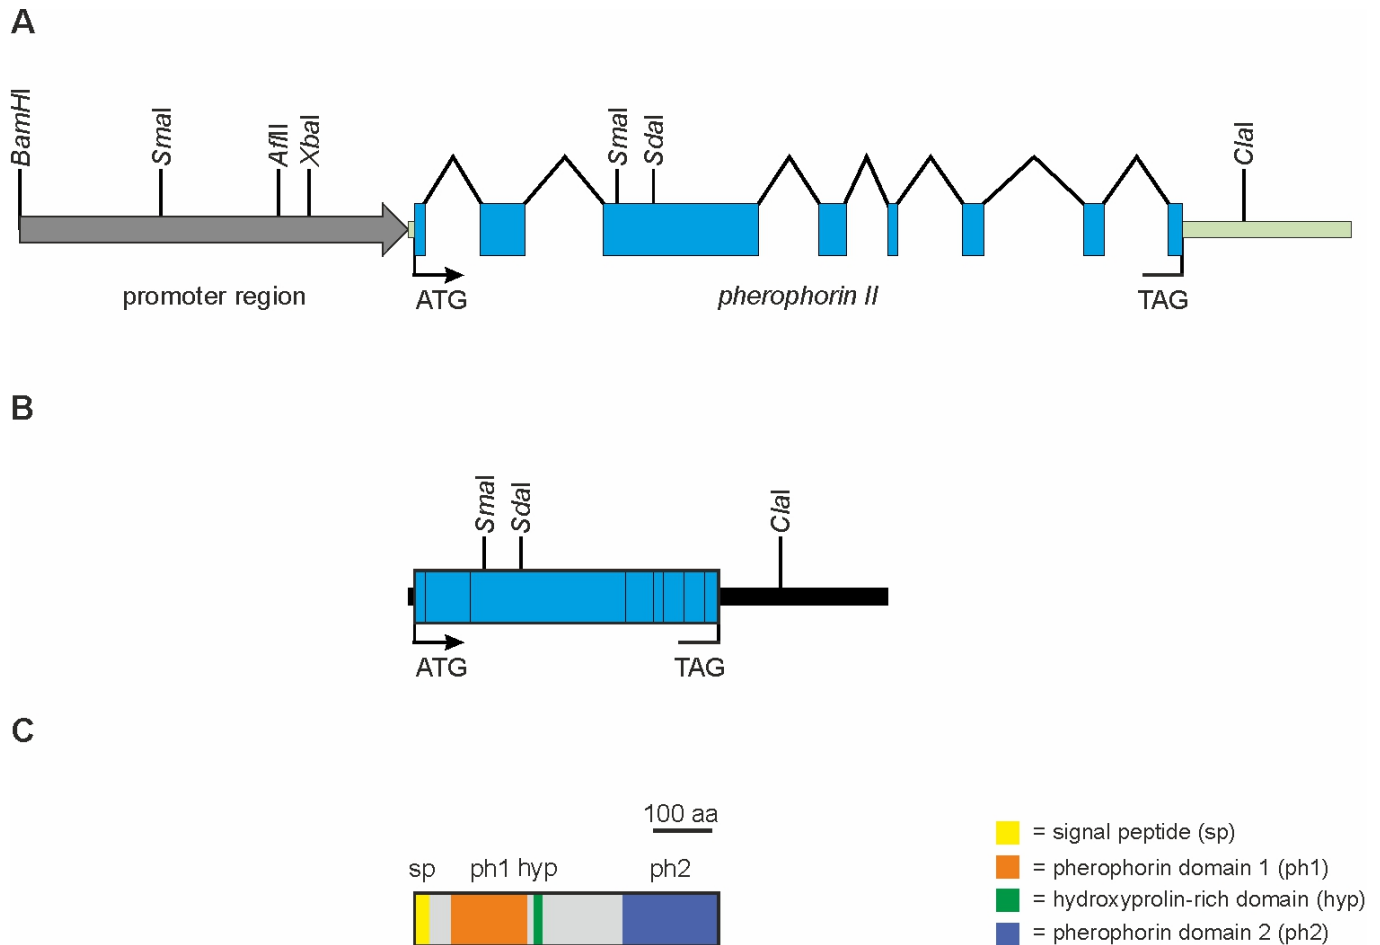 A
BamHI SmaI AflII XbaI SmaI SdaI ClaI
promoter region ATG pherophorin II TAG
B
SmaI SdaI ClaI
ATG TAG
C
100 aa
sp ph1 hyp ph2
= signal peptide (sp)
= pherophorin domain 1 (ph1)
= hydroxyprolin-rich domain (hyp)
= pherophorin domain 2 (ph2)